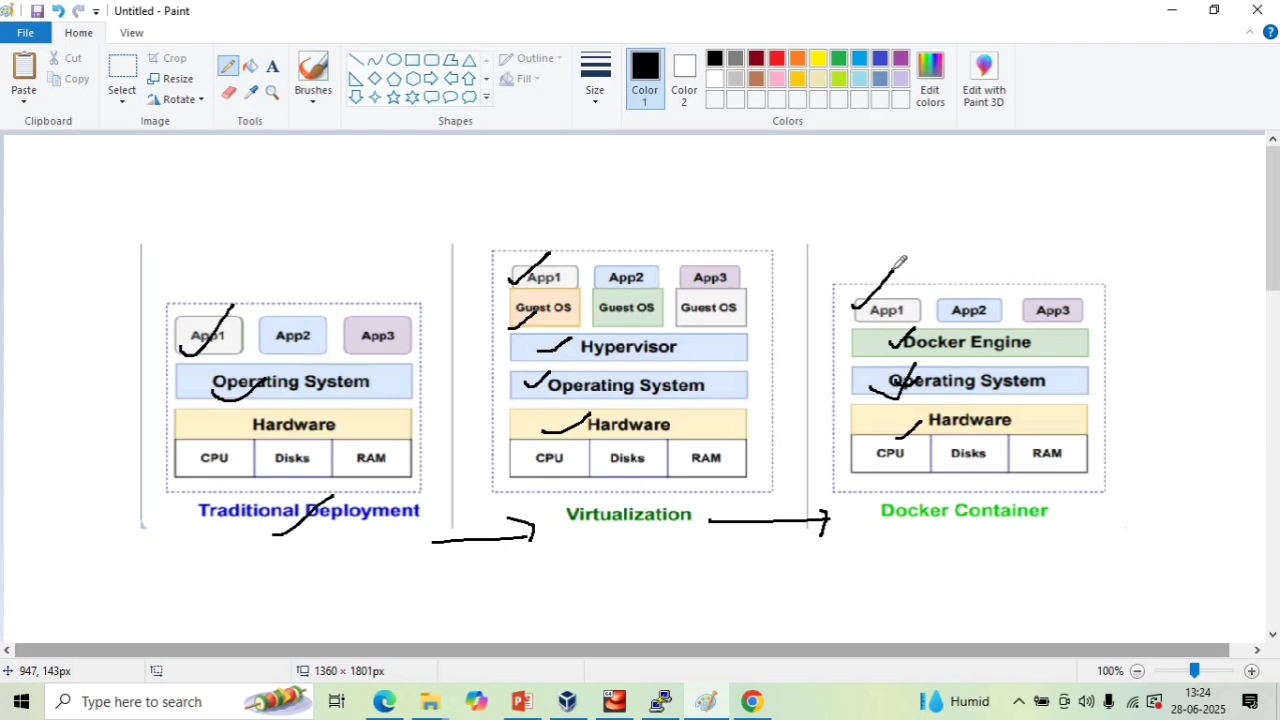 Untitled - Paint
File Home View
Paste
Cut
Copy
Clipboard
Select
Crop
Resize
Rotate
Image
A
Tools
Brushes
Shapes
Outline
Fill
Size
Color 1
Color 2
Colors
Edit colors
Edit with Paint 3D
App1 App2 App3
Operating System
Hardware
CPU Disks RAM
Traditional Deployment
App1 App2 App3
Guest OS Guest OS Guest OS
Hypervisor
Operating System
Hardware
CPU Disks RAM
Virtualization
App1 App2 App3
Docker Engine
Operating System
Hardware
CPU Disks RAM
Docker Container
947, 143px
1360 × 1801px
100%
Type here to search
Humid
13:24
28-06-2025